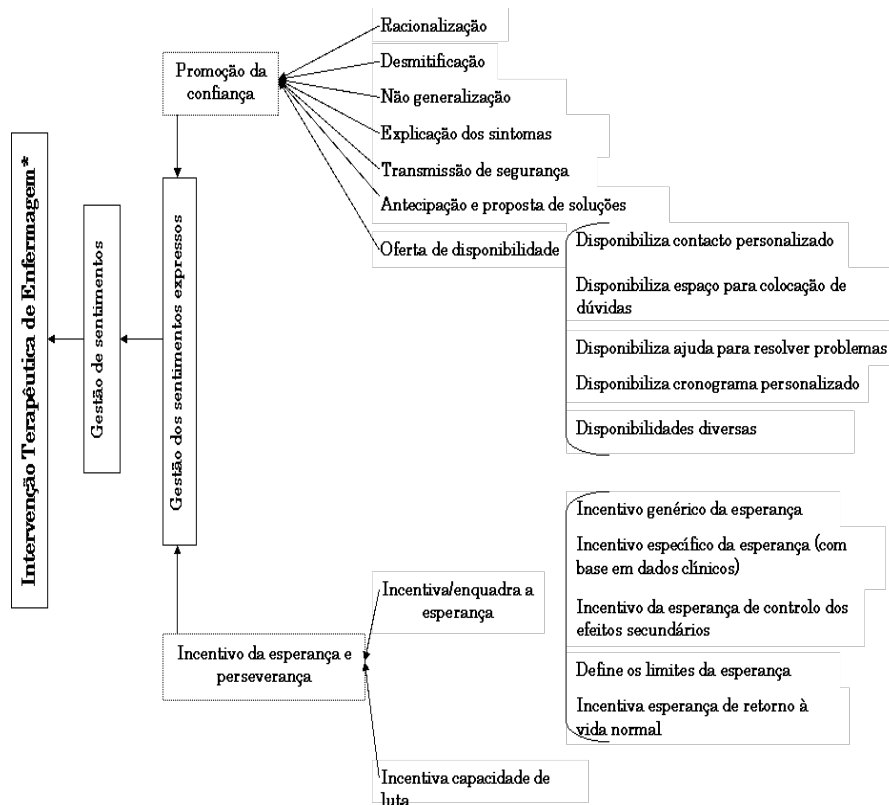 Intervenção Terapêutica de Enfermagem*
Gestão de sentimentos
Gestão dos sentimentos expressos
Promoção da
confiança
Racionalização
Desmitificação
Não generalização
Explicação dos sintomas
Transmissão de segurança
Antecipação e proposta de soluções
Oferta de disponibilidade
Disponibiliza contacto personalizado
Disponibiliza espaço para colocação de
dúvidas
Disponibiliza ajuda para resolver problemas
Disponibiliza cronograma personalizado
Disponibilidades diversas
Incentivo da esperança e
perseverança
Incentiva/enquadra a
esperança
Incentivo genérico da esperança
Incentivo específico da esperança (com
base em dados clínicos)
Incentivo da esperança de controlo dos
efeitos secundários
Define os limites da esperança
Incentiva esperança de retorno à
vida normal
Incentiva capacidade de
luta